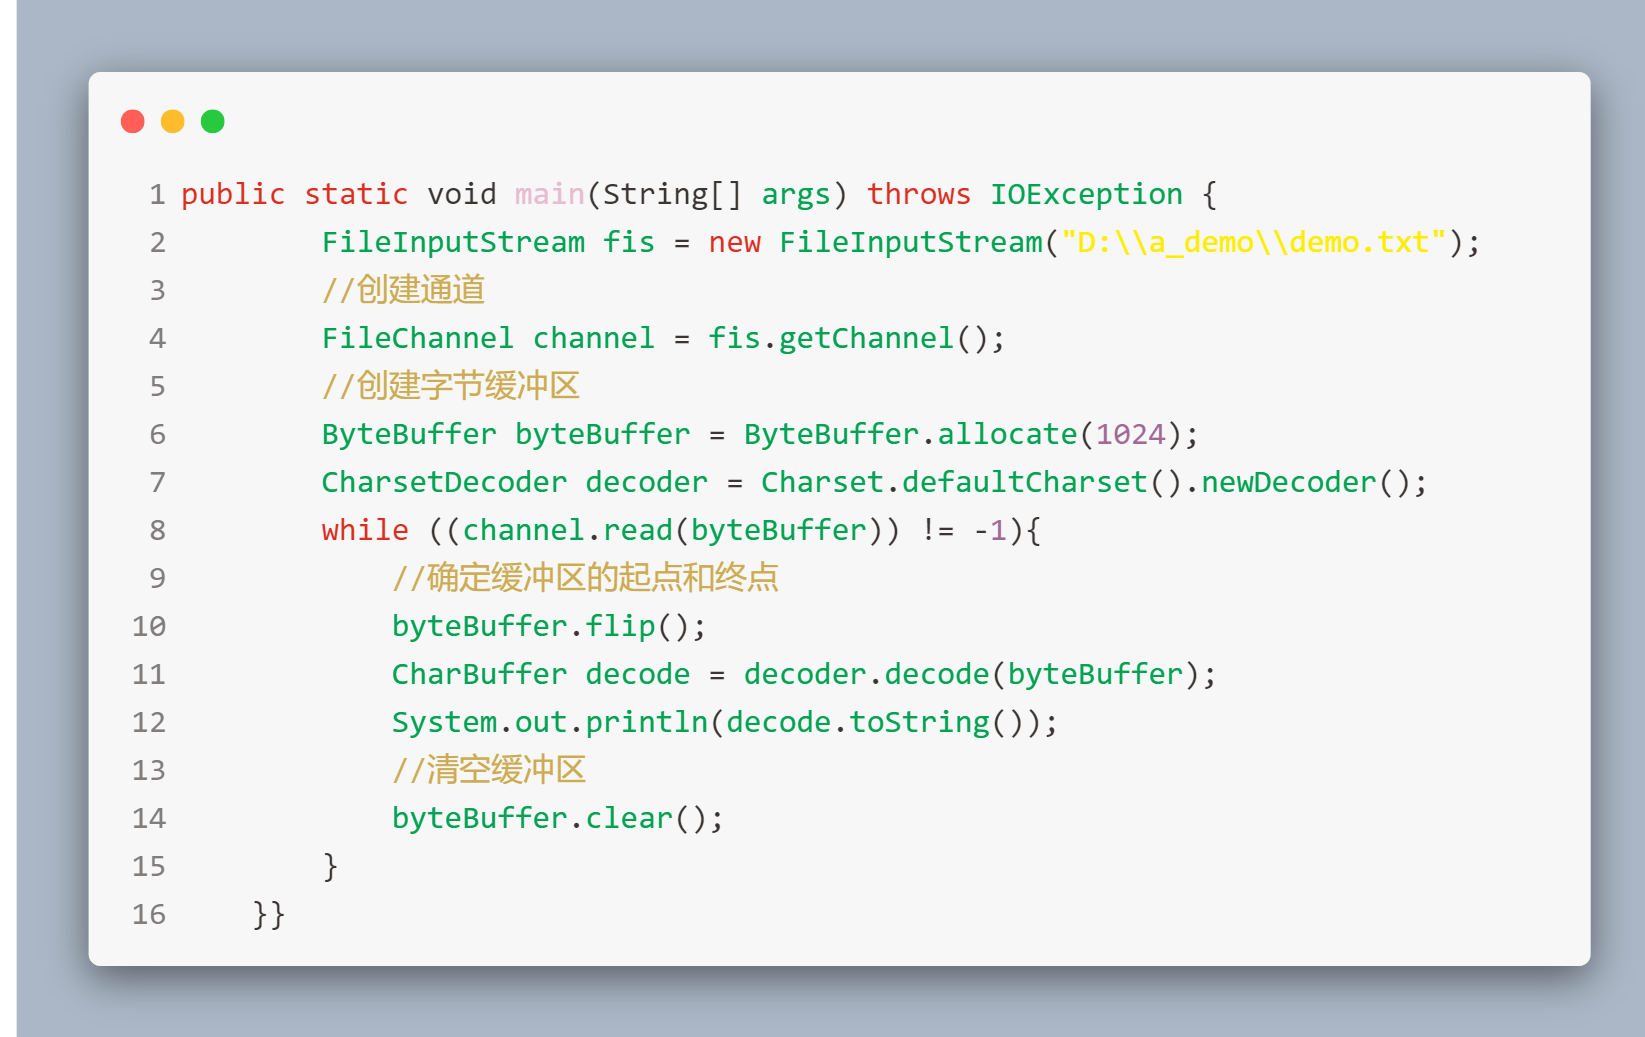 1 public static void main(String[] args) throws IOException {
2         FileInputStream fis = new FileInputStream("D:\\a_demo\\demo.txt");
3         //创建通道
4         FileChannel channel = fis.getChannel();
5         //创建字节缓冲区
6         ByteBuffer byteBuffer = ByteBuffer.allocate(1024);
7         CharsetDecoder decoder = Charset.defaultCharset().newDecoder();
8         while ((channel.read(byteBuffer)) != -1){
9             //确定缓冲区的起点和终点
10             byteBuffer.flip();
11             CharBuffer decode = decoder.decode(byteBuffer);
12             System.out.println(decode.toString());
13             //清空缓冲区
14             byteBuffer.clear();
15         }
16     }}